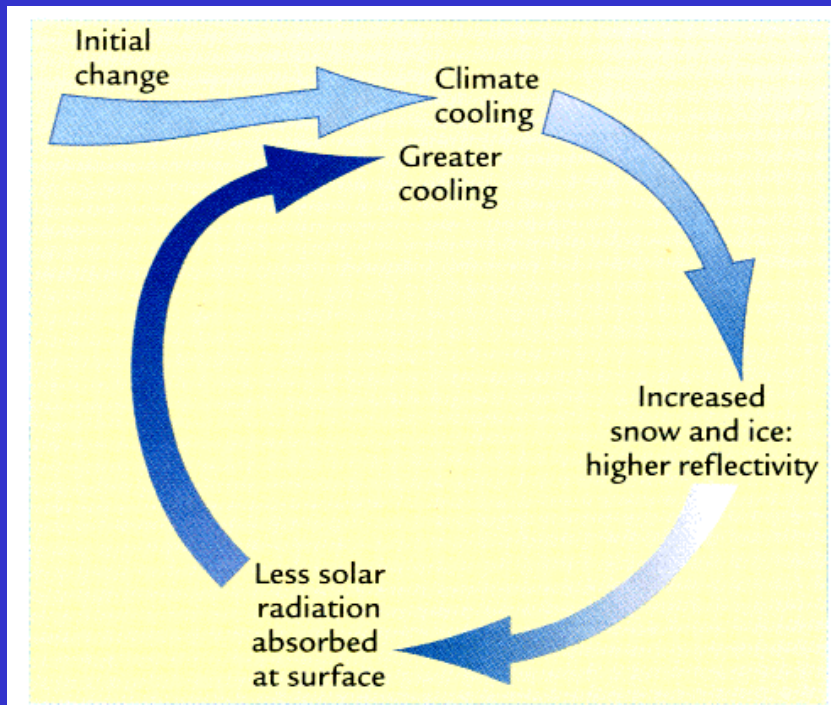 Initial
change
Climate
cooling
Greater
cooling
Increased
snow and ice:
higher reflectivity
Less solar
radiation
absorbed
at surface